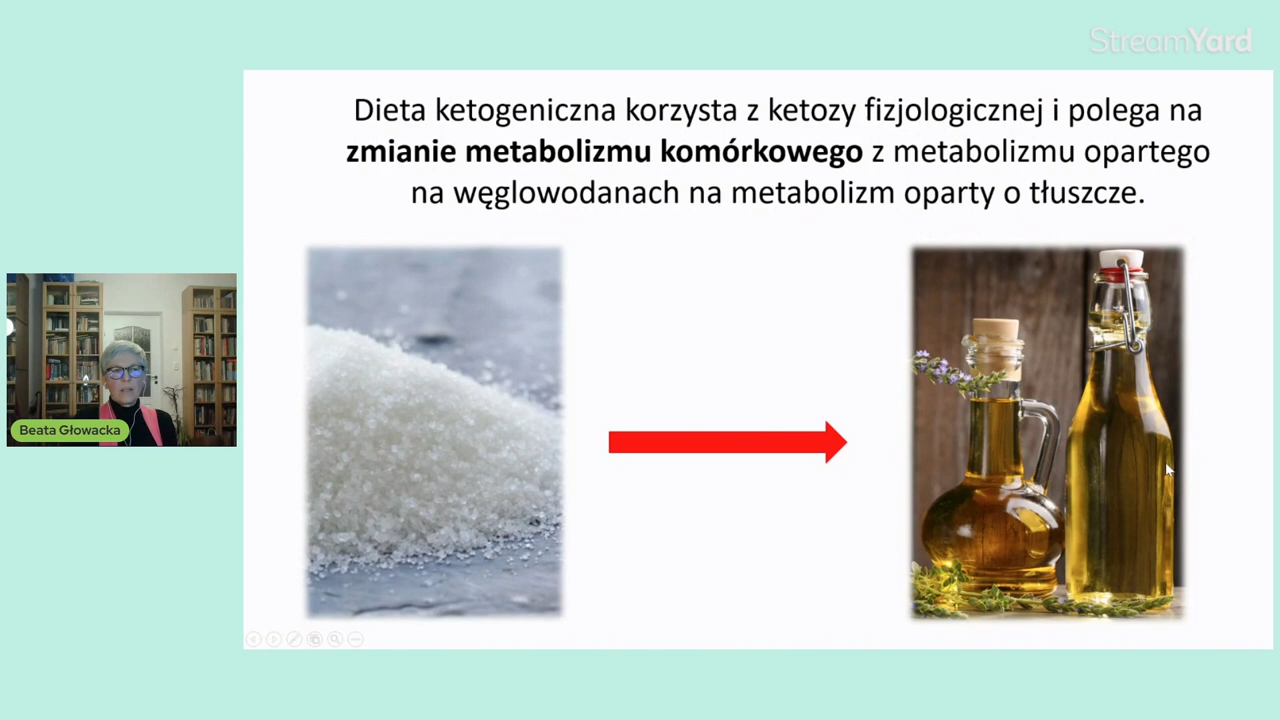 StreamYard
Dieta ketogeniczna korzysta z ketozy fizjologicznej i polega na
zmianie metabolizmu komórkowego z metabolizmu opartego
na węglowodanach na metabolizm oparty o tłuszcze.
Beata Głowacka